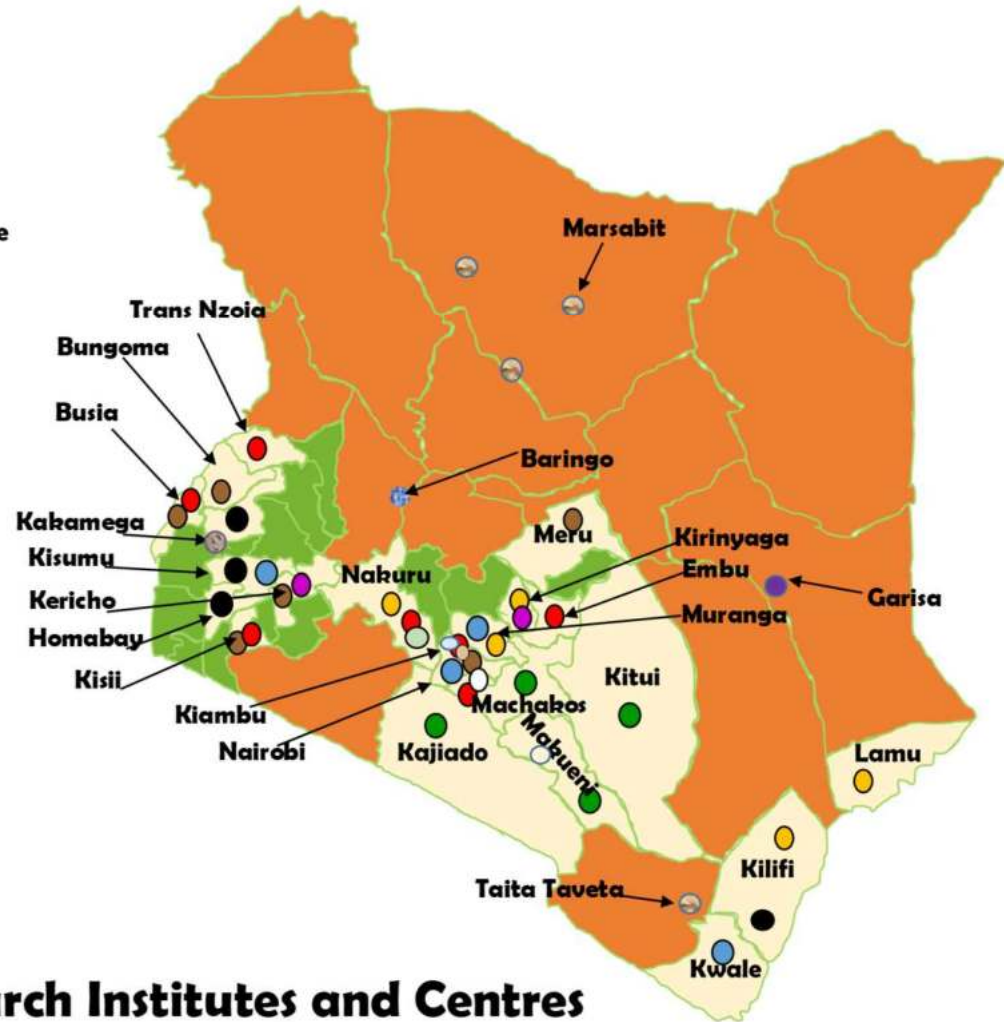 e
Marsabit
Trans Nzoia
Bungoma
Busia
Baringo
Kakamega
Meru
Kirinyaga
Kisumu
Nakuru
Embu
Kericho
Garisa
Muranga
Homabay
Kisii
Kitui
Kiambu
Machakos
Nairobi
Kajiado
Makueni
Lamu
Kilifi
Taita Taveta
Kwale
arch Institutes and Centres